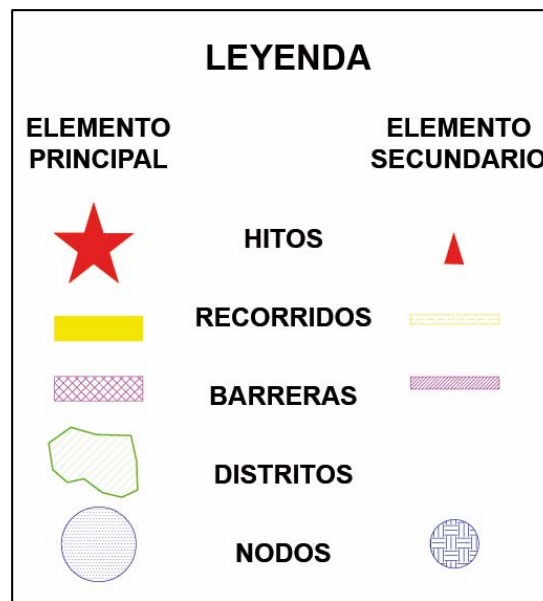 LEYENDA
ELEMENTO
PRINCIPAL
ELEMENTO
SECUNDARIO
HITOS
RECORRIDOS
BARRERAS
DISTRITOS
NODOS